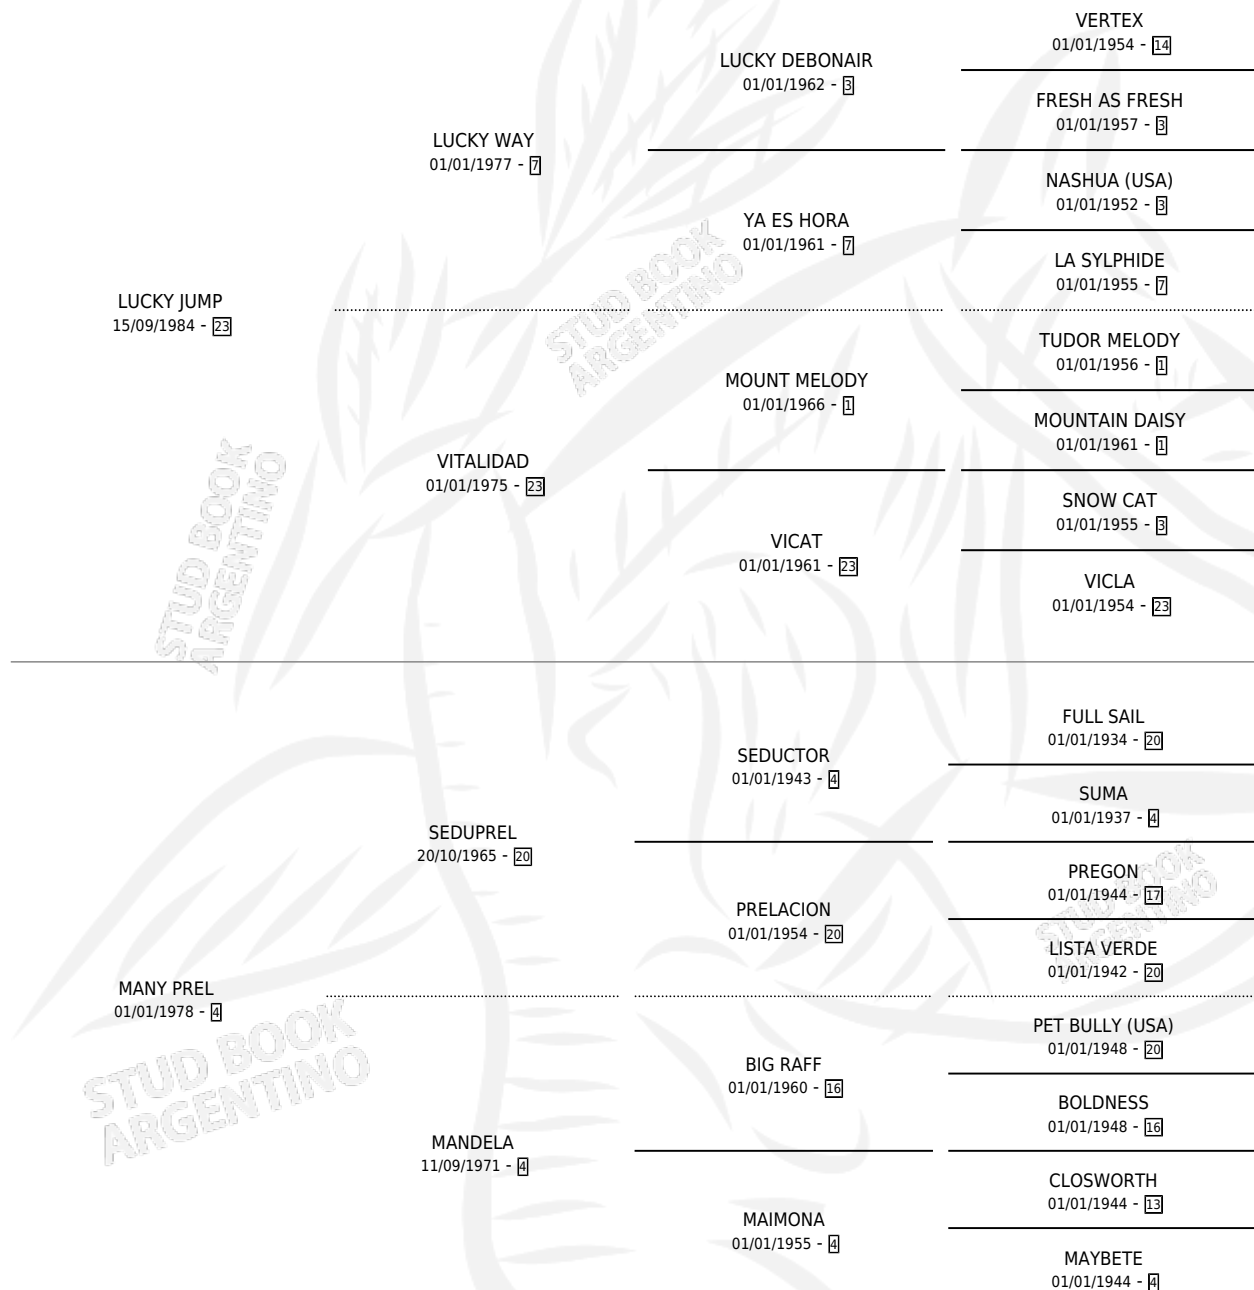 VERTEX
01/01/1954 - 14
LUCKY DEBONAIR
01/01/1962 - 3
FRESH AS FRESH
01/01/1957 - 3
LUCKY WAY
01/01/1977 - 7
NASHUA (USA)
01/01/1952 - 3
YA ES HORA
01/01/1961 - 7
LA SYLPHIDE
01/01/1955 - 7
LUCKY JUMP
15/09/1984 - 23
STUD BOOK
ARGENTINO
TUDOR MELODY
01/01/1956 - 1
MOUNT MELODY
01/01/1966 - 1
MOUNTAIN DAISY
01/01/1961 - 1
VITALIDAD
01/01/1975 - 23
SNOW CAT
01/01/1955 - 3
VICAT
01/01/1961 - 23
VICLA
01/01/1954 - 23
STUD BOOK
ARGENTINO
FULL SAIL
01/01/1934 - 20
SEDUCTOR
01/01/1943 - 4
SUMA
01/01/1937 - 4
SEDUPREL
20/10/1965 - 20
PREGON
01/01/1944 - 17
PRELACION
01/01/1954 - 20
LISTA VERDE
01/01/1942 - 20
STUD BOOK
ARGENTINO
MANY PREL
01/01/1978 - 4
PET BULLY (USA)
01/01/1948 - 20
BIG RAFF
01/01/1960 - 16
BOLDNESS
01/01/1948 - 16
STUD BOOK
ARGENTINO
MANDELA
11/09/1971 - 4
CLOSWORTH
01/01/1944 - 13
MAIMONA
01/01/1955 - 4
MAYBETE
01/01/1944 - 4